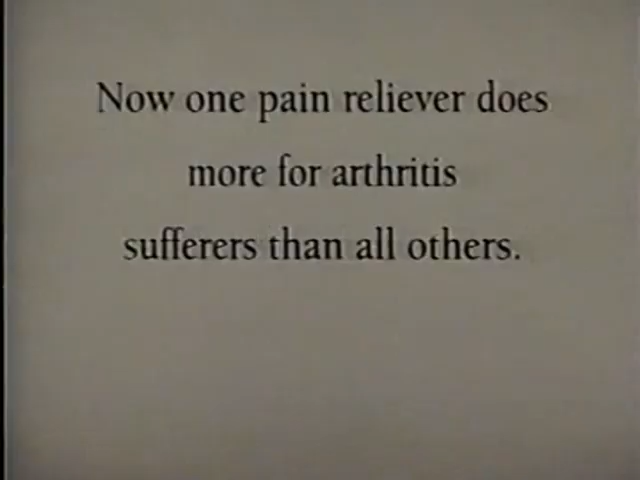 Now one pain reliever does
more for arthritis
sufferers than all others.